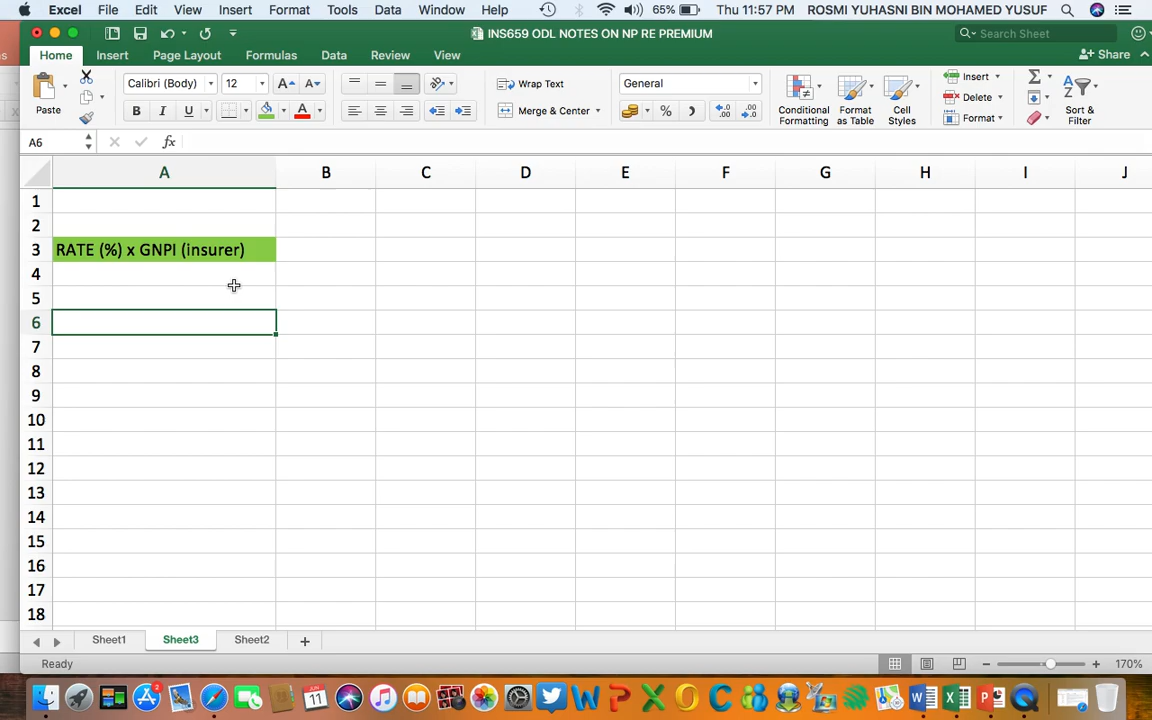 Excel File Edit View Insert Format Tools Data Window Help 65% Thu 11:57 PM ROSMI YUHASNI BIN MOHAMED YUSUF
INS659 ODL NOTES ON NP RE PREMIUM
Search Sheet
Home Insert Page Layout Formulas Data Review View
Share
Paste
Calibri (Body) 12
B I U
Wrap Text
Merge & Center
General
Conditional Formatting
Format as Table
Cell Styles
Insert
Delete
Format
Sort & Filter
A6 fx
A B C D E F G H I J
1
2
3 RATE (%) x GNPI (insurer)
4
5
6
7
8
9
10
11
12
13
14
15
16
17
18
Sheet1 Sheet3 Sheet2
Ready
170%